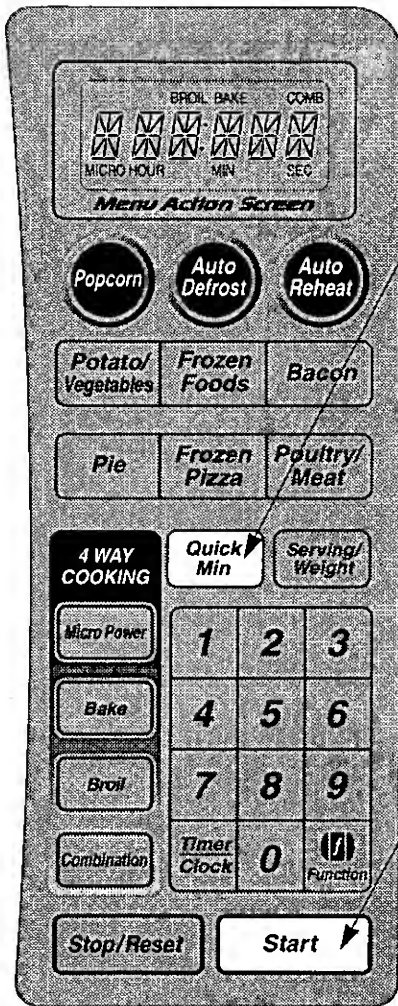 BROIL BAKE COMB
MICRO HOUR MIN SEC
Menu Action Screen
Popcorn
Auto
Defrost
Auto
Reheat
Potato/
Vegetables
Frozen
Foods
Bacon
Pie
Frozen
Pizza
Poultry/
Meat
4 WAY
COOKING
Quick
Min
Serving/
Weight
Micro Power
1 2 3
Bake
4 5 6
Broil
7 8 9
Combination
Timer
Clock
0
Function
Stop/Reset
Start